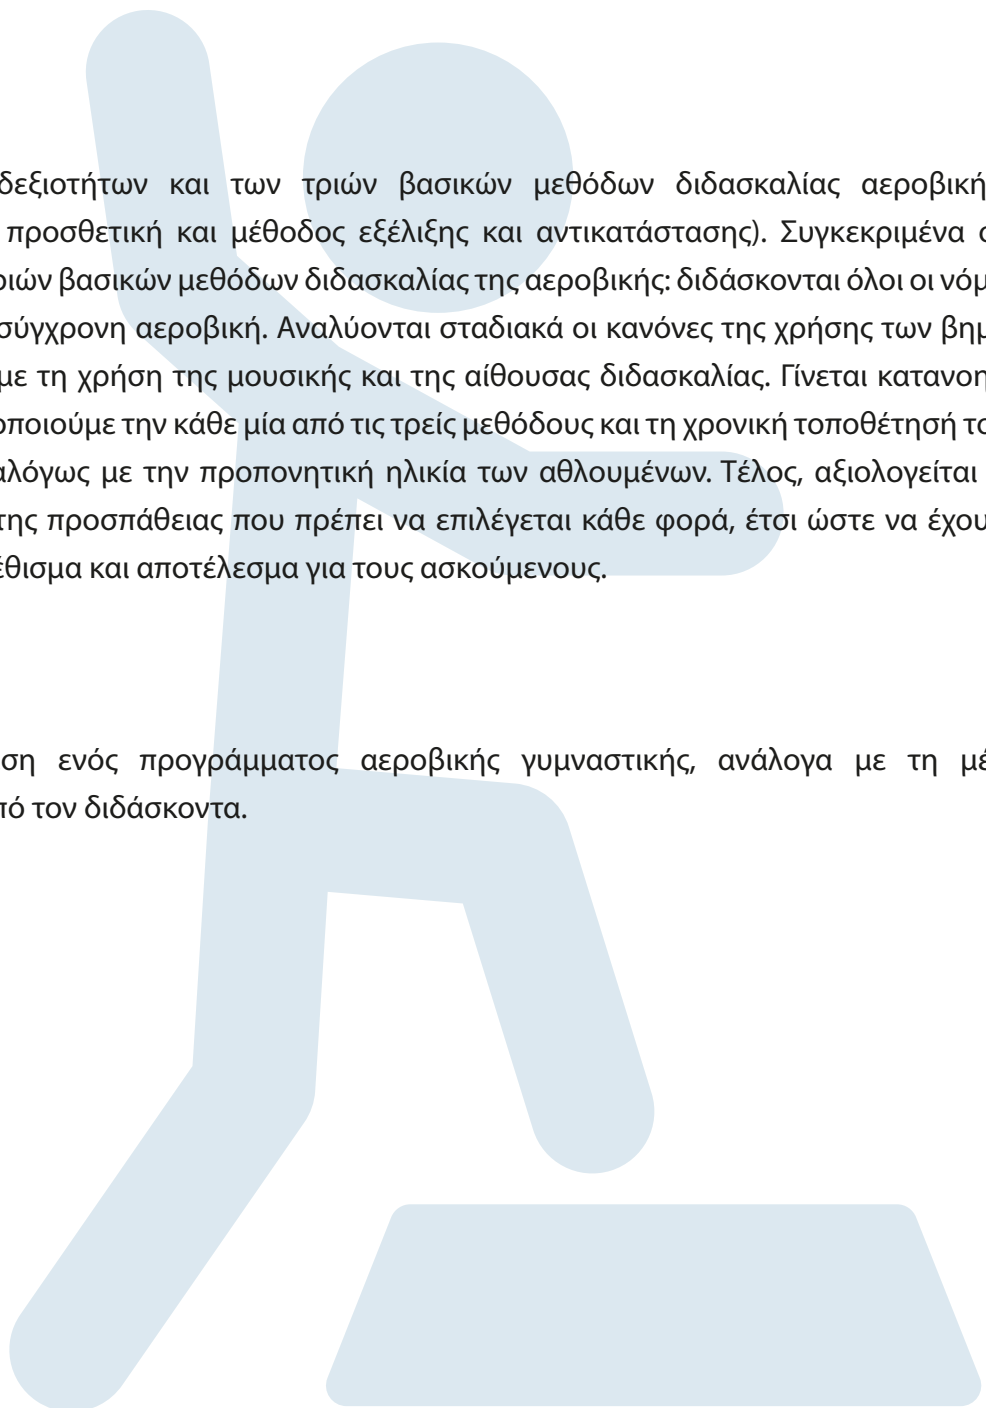 δεξιοτήτων και των τριών βασικών μεθόδων διδασκαλίας αεροβική
προσθετική και μέθοδος εξέλιξης και αντικατάστασης). Συγκεκριμένα
ριών βασικών μεθόδων διδασκαλίας της αεροβικής: διδάσκονται όλοι οι νόμ
σύγχρονη αεροβική. Αναλύονται σταδιακά οι κανόνες της χρήσης των βημ
με τη χρήση της μουσικής και της αίθουσας διδασκαλίας. Γίνεται κατανοη
οποιούμε την κάθε μία από τις τρείς μεθόδους και τη χρονική τοποθέτησή το
αλόγως με την προπονητική ηλικία των αθλουμένων. Τέλος, αξιολογείται
της προσπάθειας που πρέπει να επιλέγεται κάθε φορά, έτσι ώστε να έχου
έθισμα και αποτέλεσμα για τους ασκούμενους.
ση ενός προγράμματος αεροβικής γυμναστικής, ανάλογα με τη μέ
πό τον διδάσκοντα.